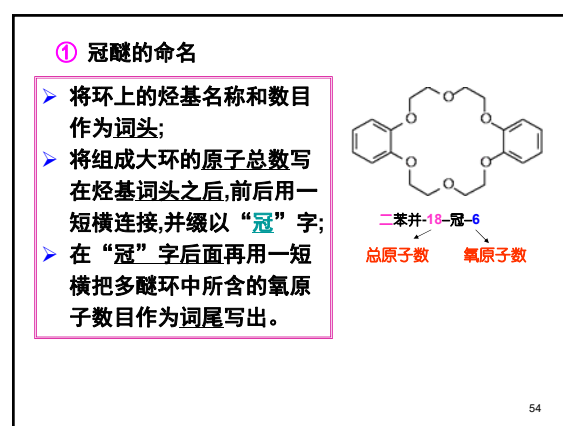 ① 冠醚的命名
➢ 将环上的烃基名称和数目
作为词头;
➢ 将组成大环的原子总数写
在烃基词头之后,前后用一
短横连接,并缀以“冠”字;
➢ 在“冠”字后面再用一短
横把多醚环中所含的氧原
子数目作为词尾写出。
O
O O
O O
O
二苯并-18–冠–6
总原子数 氧原子数
54